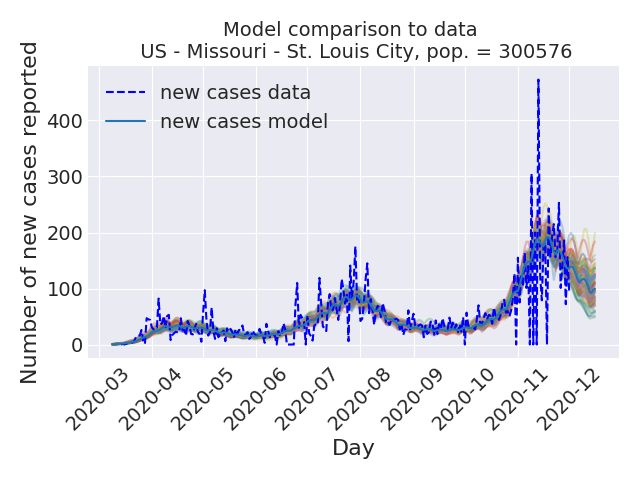 Model comparison to data
US - Missouri - St. Louis City, pop. = 300576
Number of new cases reported
new cases data
new cases model
400
300
200
100
0
2020-03
2020-04
2020-05
2020-06
2020-07
2020-08
2020-09
2020-10
2020-11
2020-12
Day